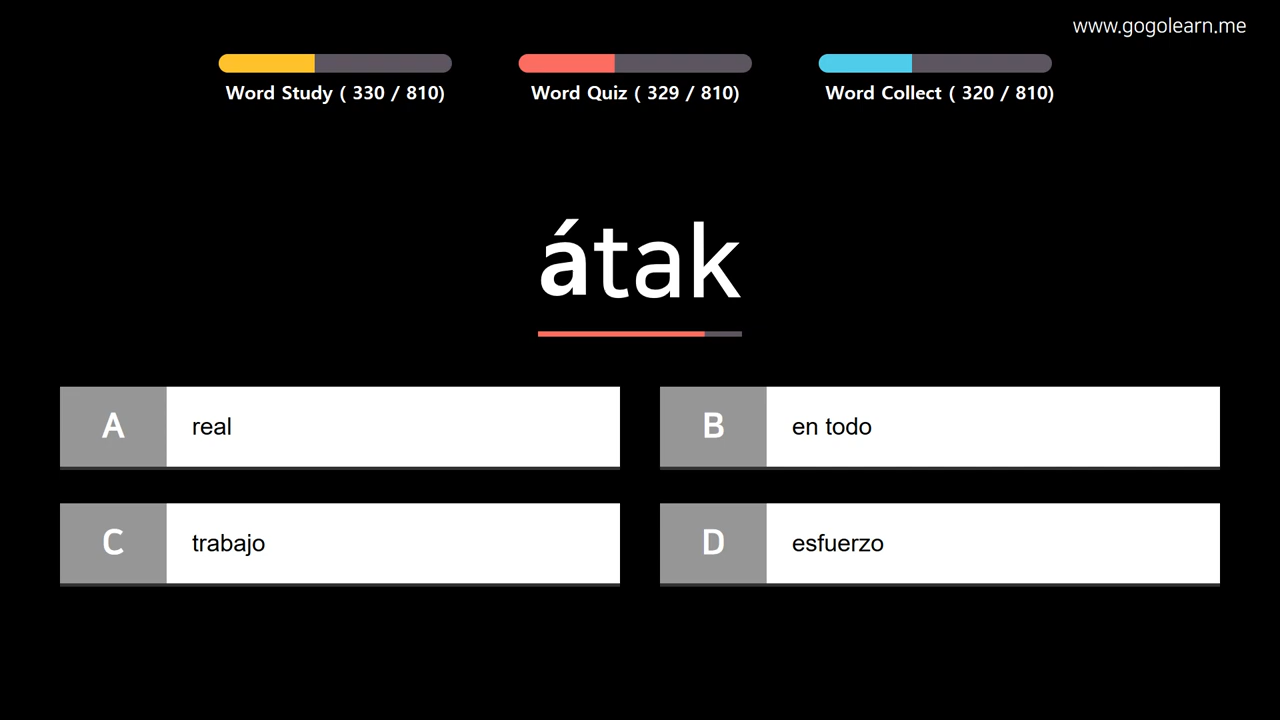 www.gogolearn.me
Word Study ( 330 / 810)
Word Quiz ( 329 / 810)
Word Collect ( 320 / 810)
átak
A real
B en todo
C trabajo
D esfuerzo